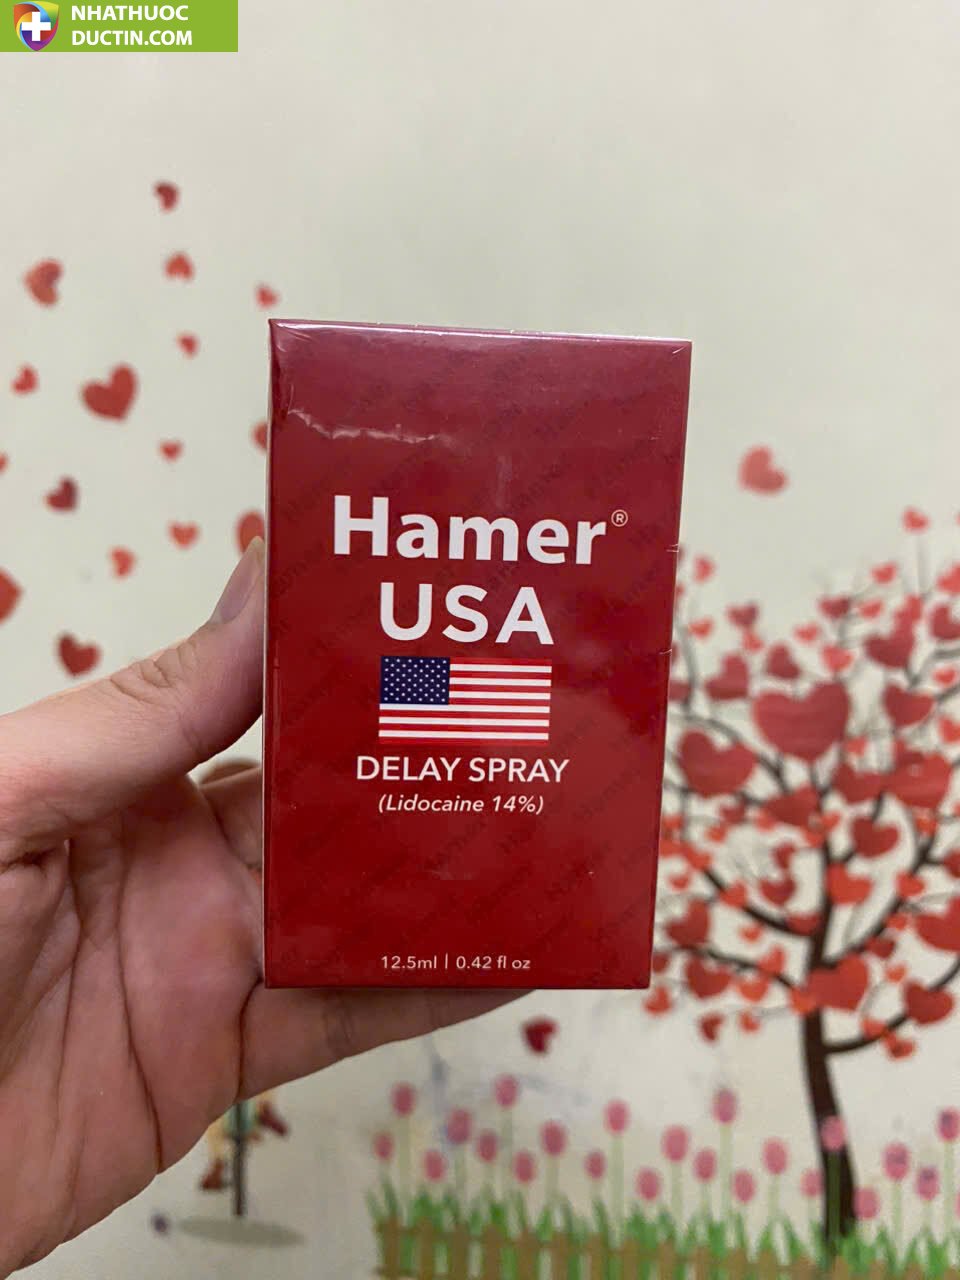 NHATHUOC
DUCTIN.COM
Hamer®
USA
DELAY SPRAY
(Lidocaine 14%)
12.5ml | 0.42 fl oz